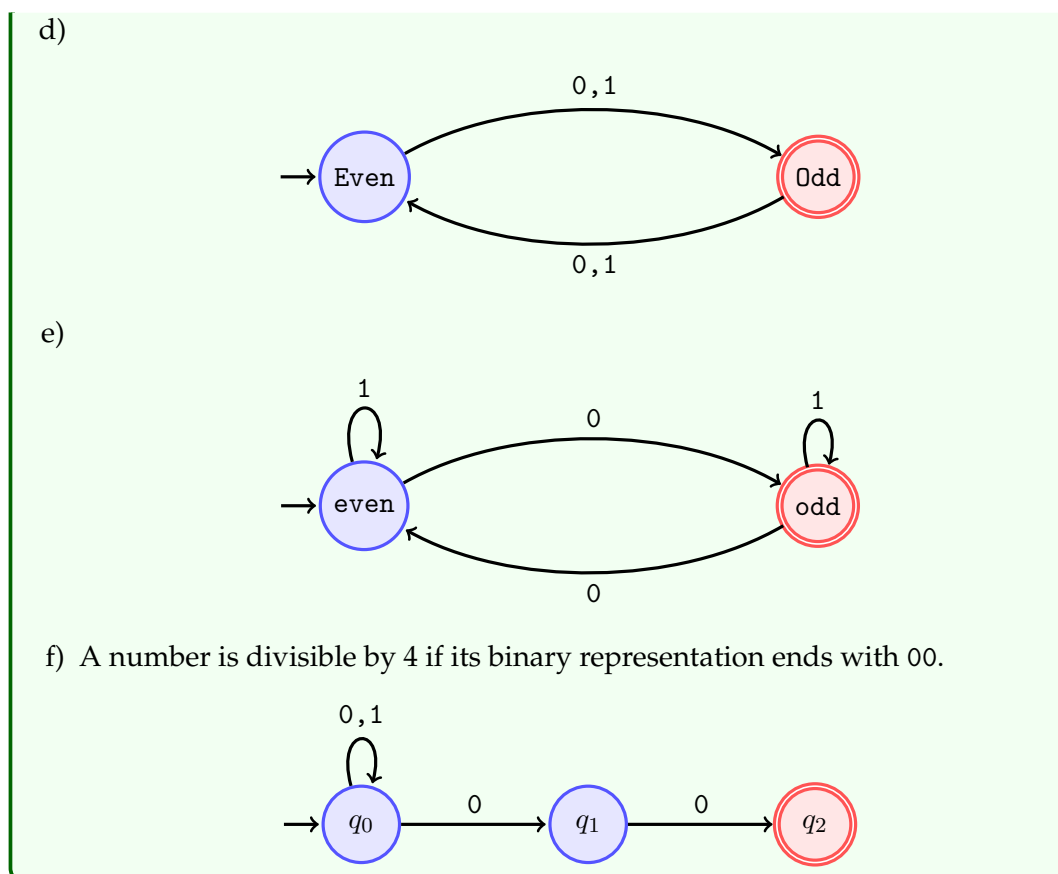 d)
0,1
Even
Odd
0,1
e)
1
1
0
even
odd
0
f) A number is divisible by 4 if its binary representation ends with 00.
0,1
0
0
q0
q1
q2